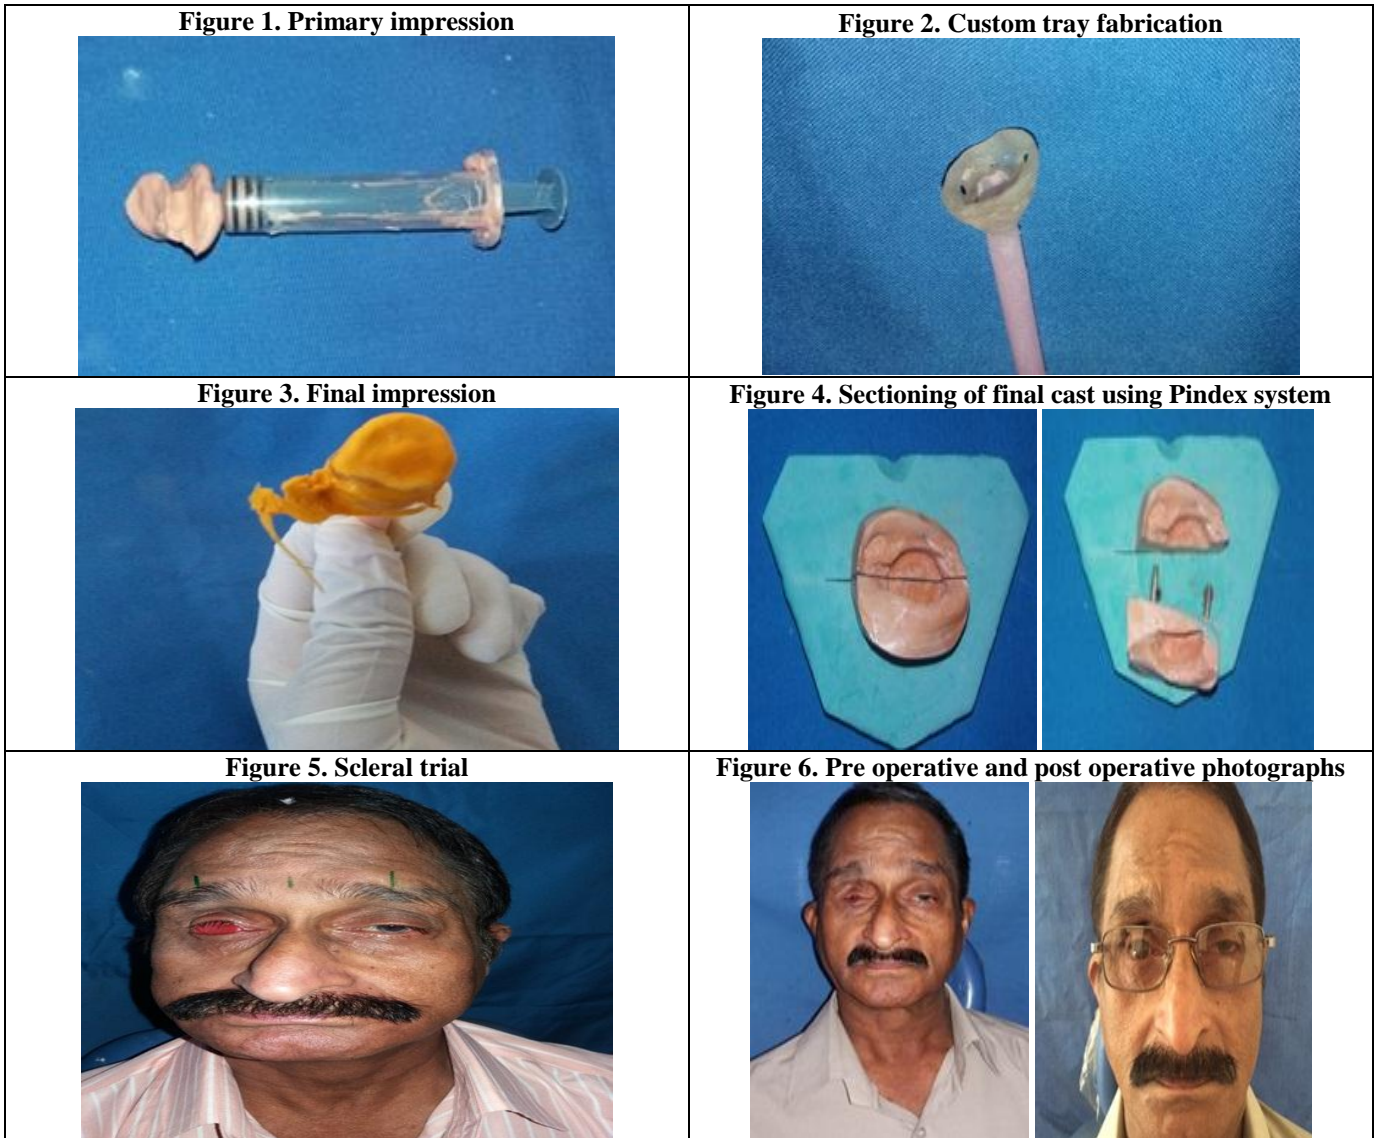 Figure 1. Primary impression
Figure 2. Custom tray fabrication
Figure 3. Final impression
Figure 4. Sectioning of final cast using Pindex system
Figure 5. Scleral trial
Figure 6. Pre operative and post operative photographs